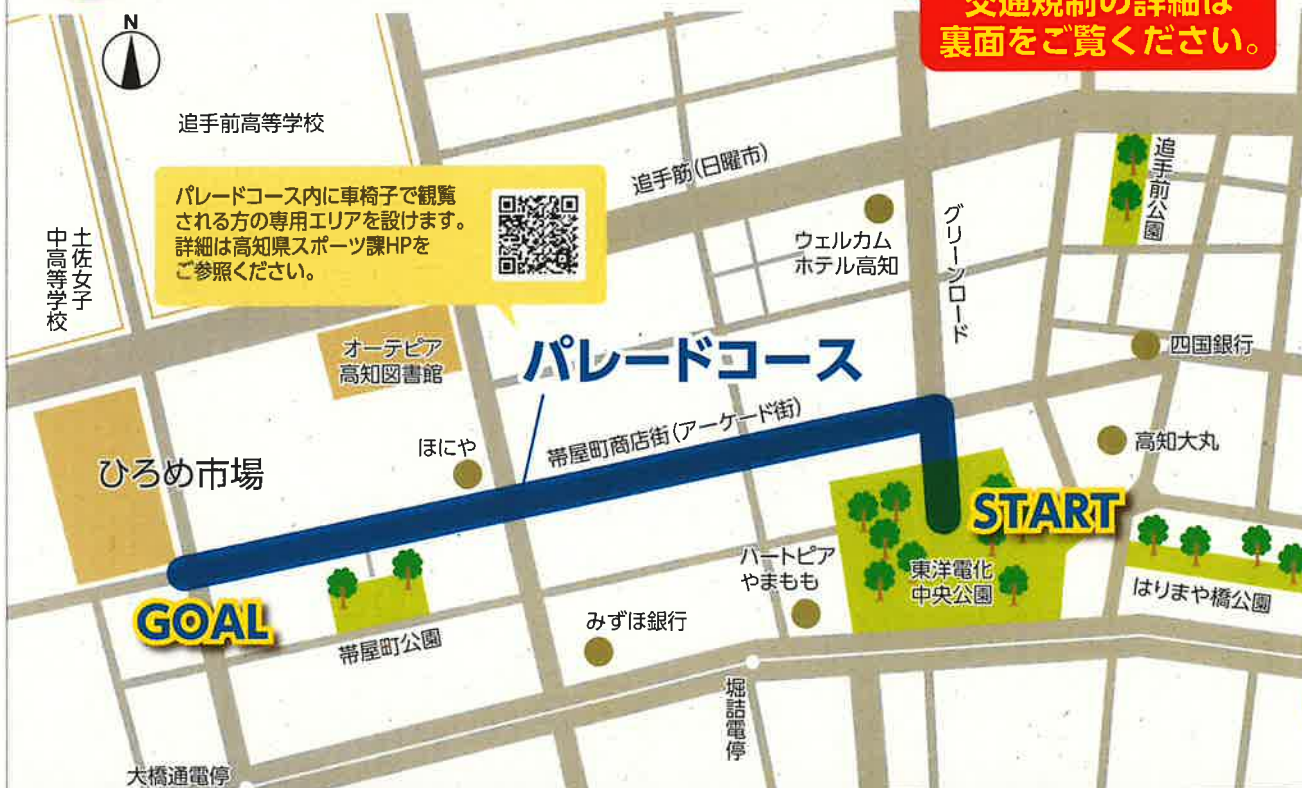 交通規制の詳細は
裏面をご覧ください。
N
追手前高等学校
パレードコース内に車椅子で観覧
される方の専用エリアを設けます。
詳細は高知県スポーツ課HPを
ご参照ください。
追手筋(日曜市)
追手前公園
土佐女子
中高等学校
ウェルカム
ホテル高知
グリーンロード
オーテピア
高知図書館
パレードコース
四国銀行
帯屋町商店街(アーケード街)
ほにや
高知大丸
ひろめ市場
START
東洋電化
中央公園
はりまや橋公園
ハートピア
やまもも
GOAL
帯屋町公園
みずほ銀行
堀詰電停
大橋通電停